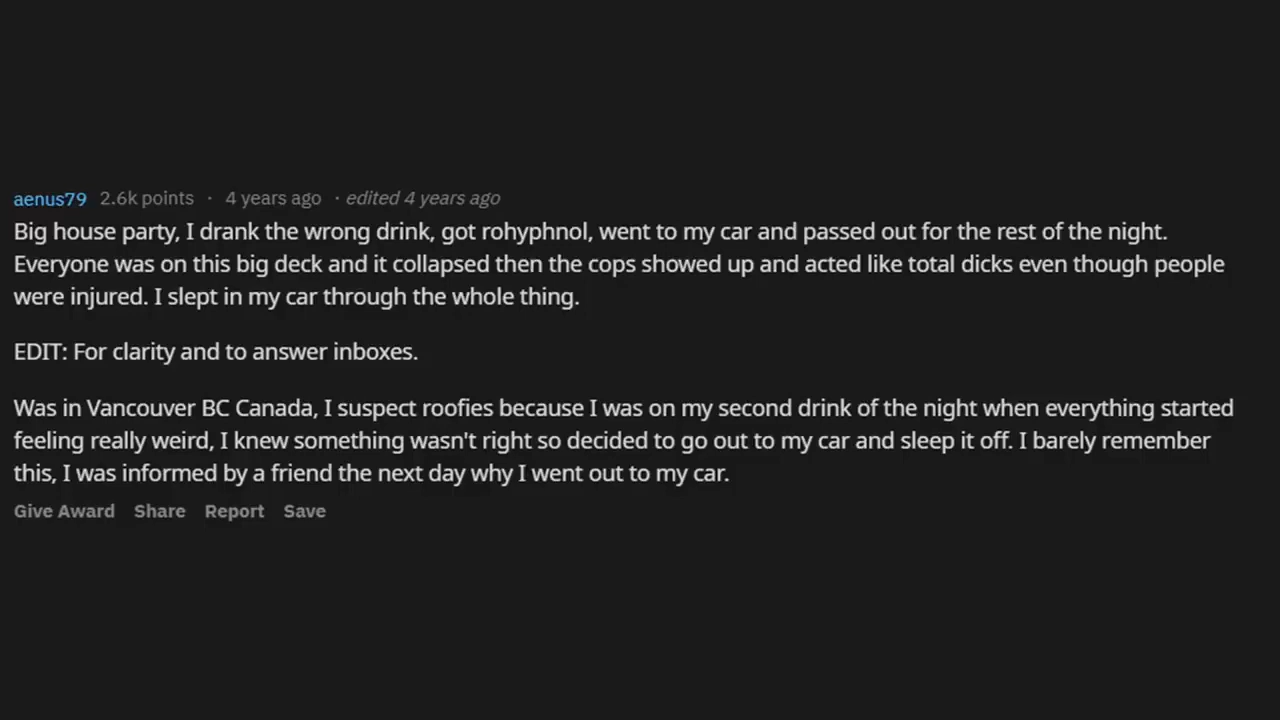 aenus79 2.6k points · 4 years ago · edited 4 years ago
Big house party, I drank the wrong drink, got rohyphnol, went to my car and passed out for the rest of the night.
Everyone was on this big deck and it collapsed then the cops showed up and acted like total dicks even though people
were injured. I slept in my car through the whole thing.
EDIT: For clarity and to answer inboxes.
Was in Vancouver BC Canada, I suspect roofies because I was on my second drink of the night when everything started
feeling really weird, I knew something wasn't right so decided to go out to my car and sleep it off. I barely remember
this, I was informed by a friend the next day why I went out to my car.
Give Award Share Report Save